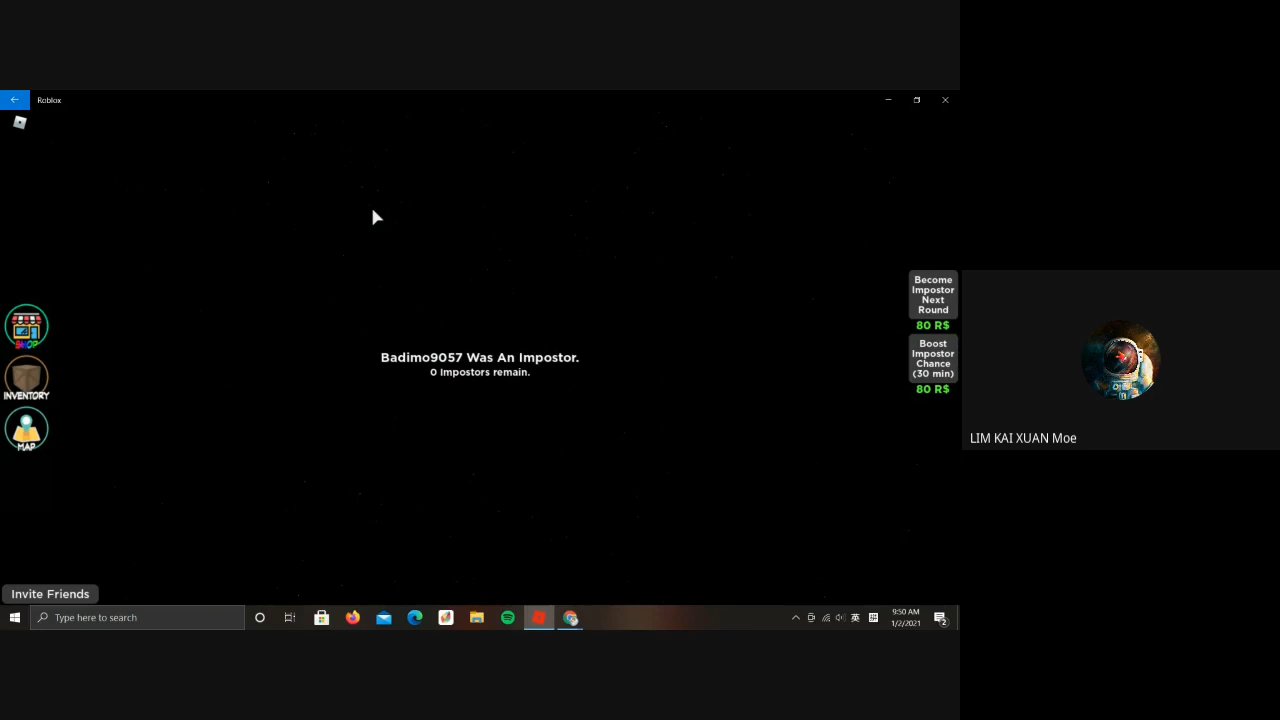 Roblox
SHOP
INVENTORY
MAP
Badimo9057 Was An Impostor.
0 Impostors remain.
Become
Impostor
Next
Round
80 R$
Boost
Impostor
Chance
(30 min)
80 R$
LIM KAI XUAN Moe
Invite Friends
Type here to search
英
9:50 AM
1/2/2021
2